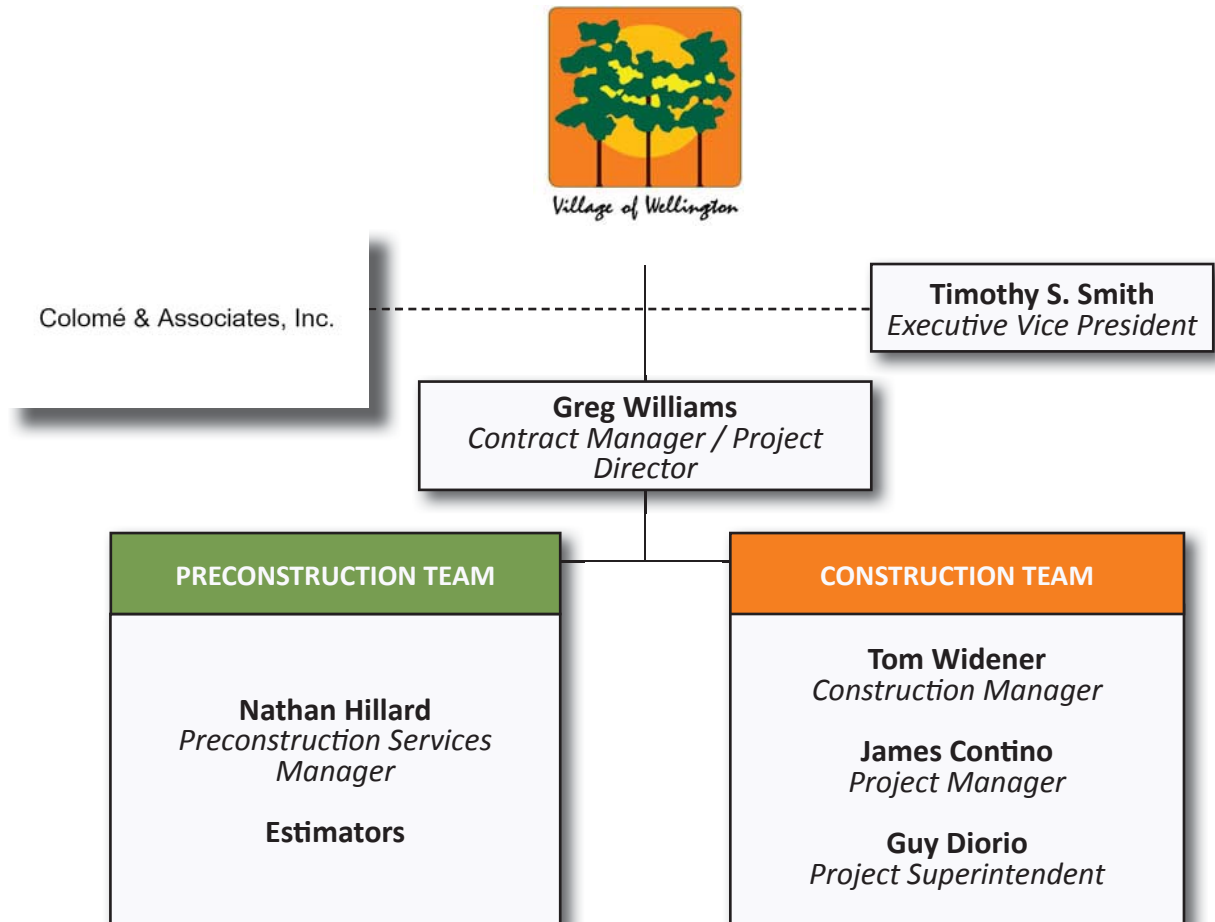 Village of Wellington
Colomé & Associates, Inc.
Timothy S. Smith
Executive Vice President
Greg Williams
Contract Manager / Project
Director
PRECONSTRUCTION TEAM
Nathan Hillard
Preconstruction Services
Manager
Estimators
CONSTRUCTION TEAM
Tom Widener
Construction Manager
James Contino
Project Manager
Guy Diorio
Project Superintendent